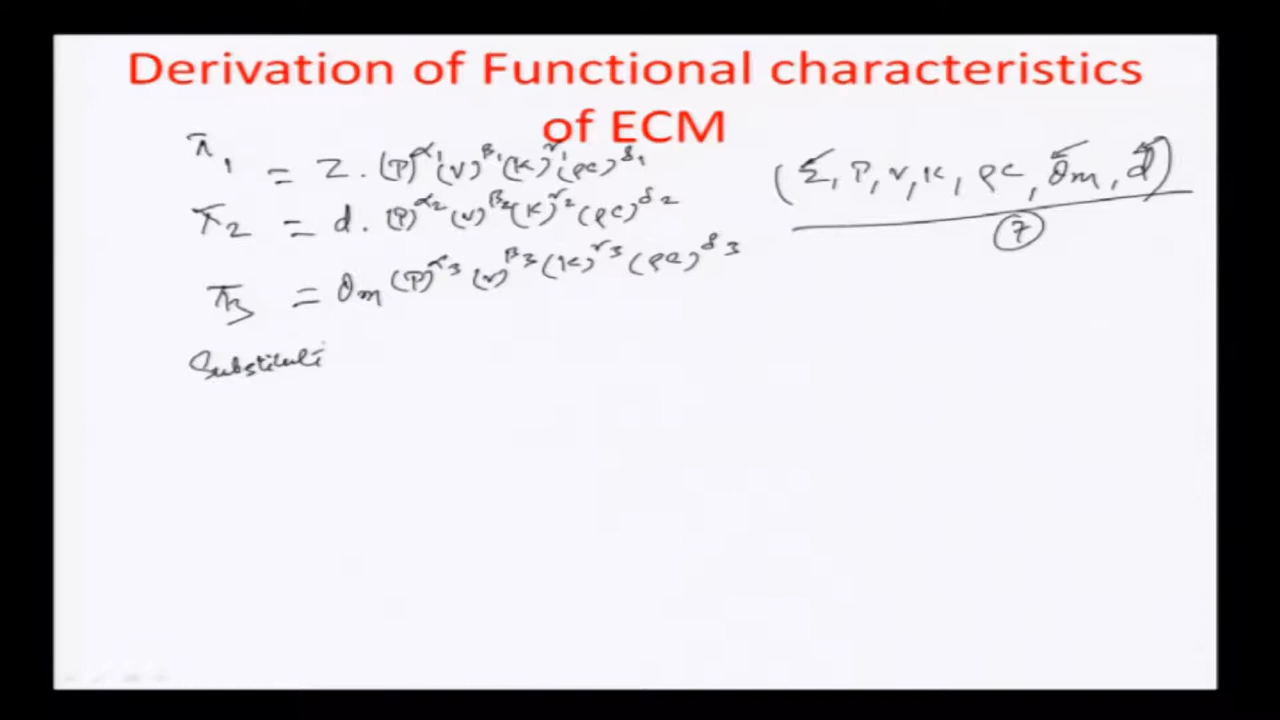 Derivation of Functional characteristics
of ECM
π1 = Z . (P)^α1 (v)^β1 (K)^γ1 (ρc)^δ1
π2 = d . (P)^α2 (v)^β2 (K)^γ2 (ρc)^δ2
π3 = θm (P)^α3 (v)^β3 (K)^γ3 (ρc)^δ3
(Z, P, v, K, ρc, θm, d)
7
Substituti